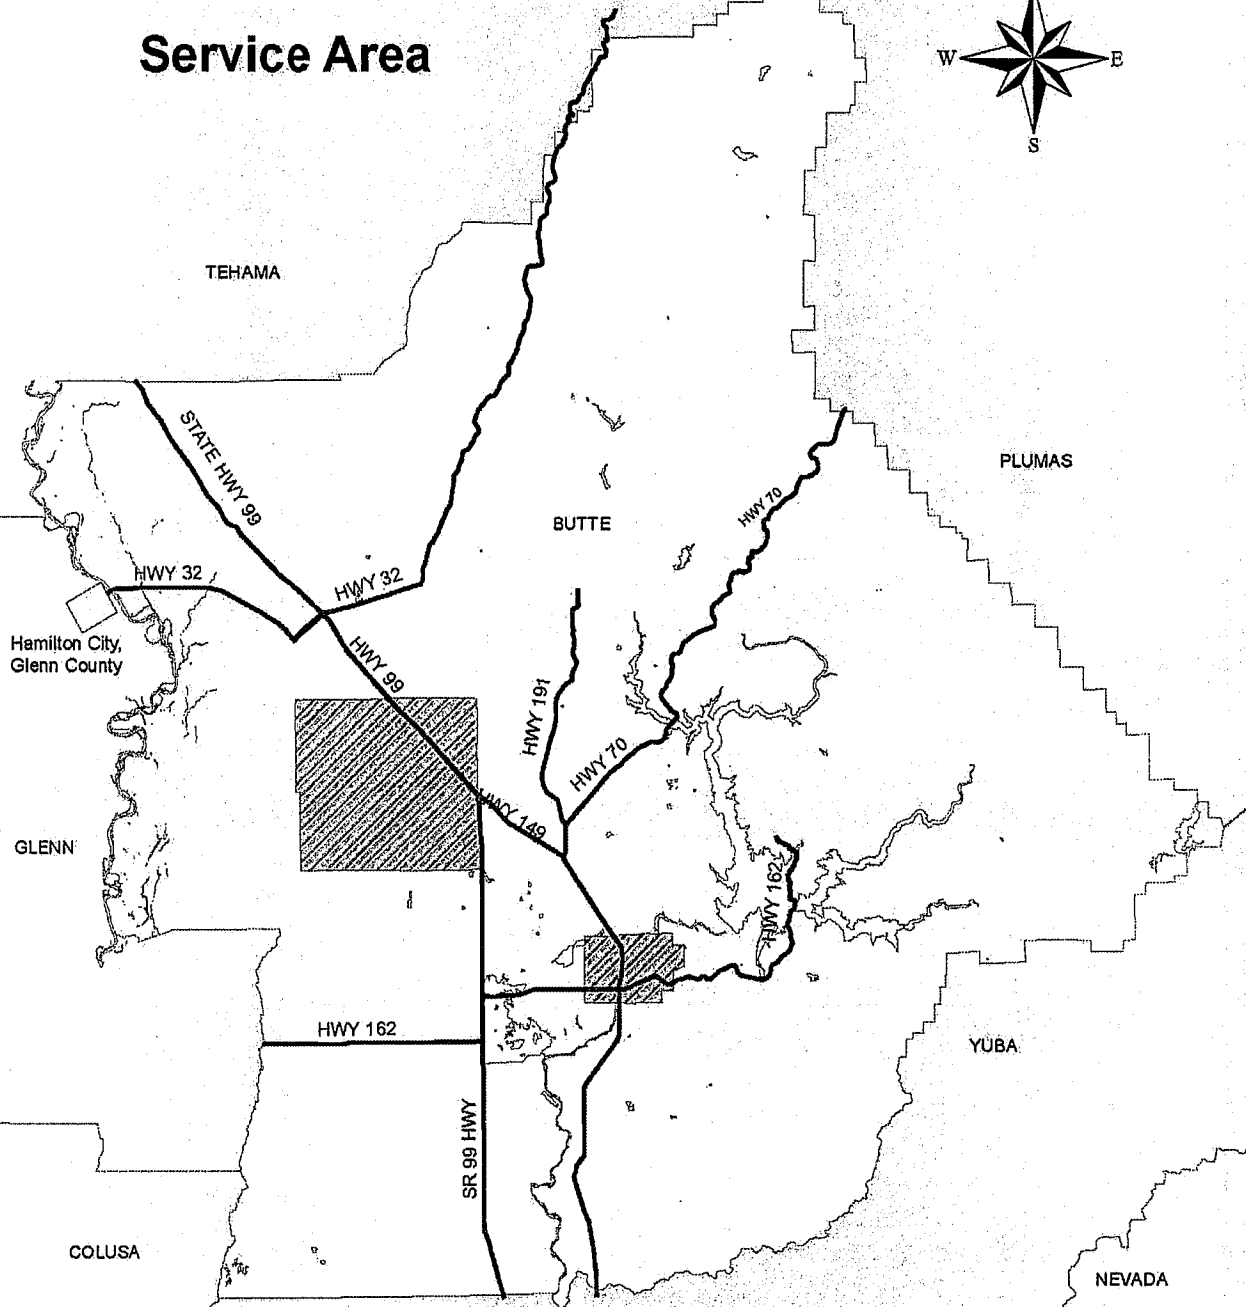 Service Area
W
E
S
TEHAMA
STATE HWY 99
PLUMAS
HWY 70
BUTTE
HWY 32
HWY 32
Hamilton City,
Glenn County
HWY 99
HWY 191
HWY 70
HWY 149
GLENN
HWY 162
HWY 162
YUBA
SR 99 HWY
COLUSA
NEVADA